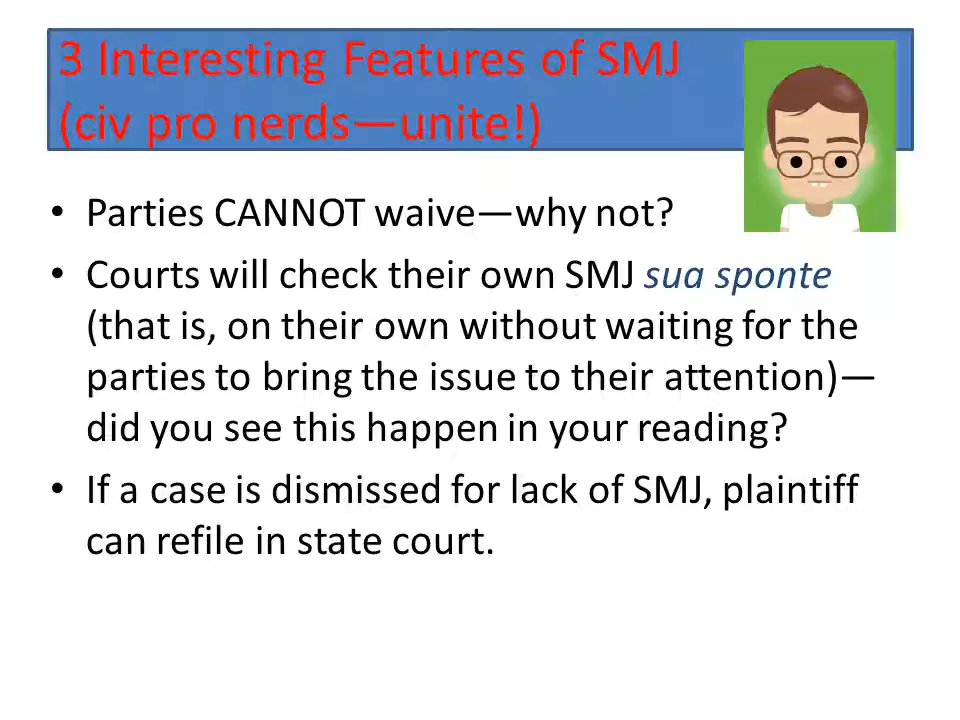 3 Interesting Features of SMJ
(civ pro nerds—unite!)
• Parties CANNOT waive—why not?
• Courts will check their own SMJ sua sponte
(that is, on their own without waiting for the
parties to bring the issue to their attention)—
did you see this happen in your reading?
• If a case is dismissed for lack of SMJ, plaintiff
can refile in state court.